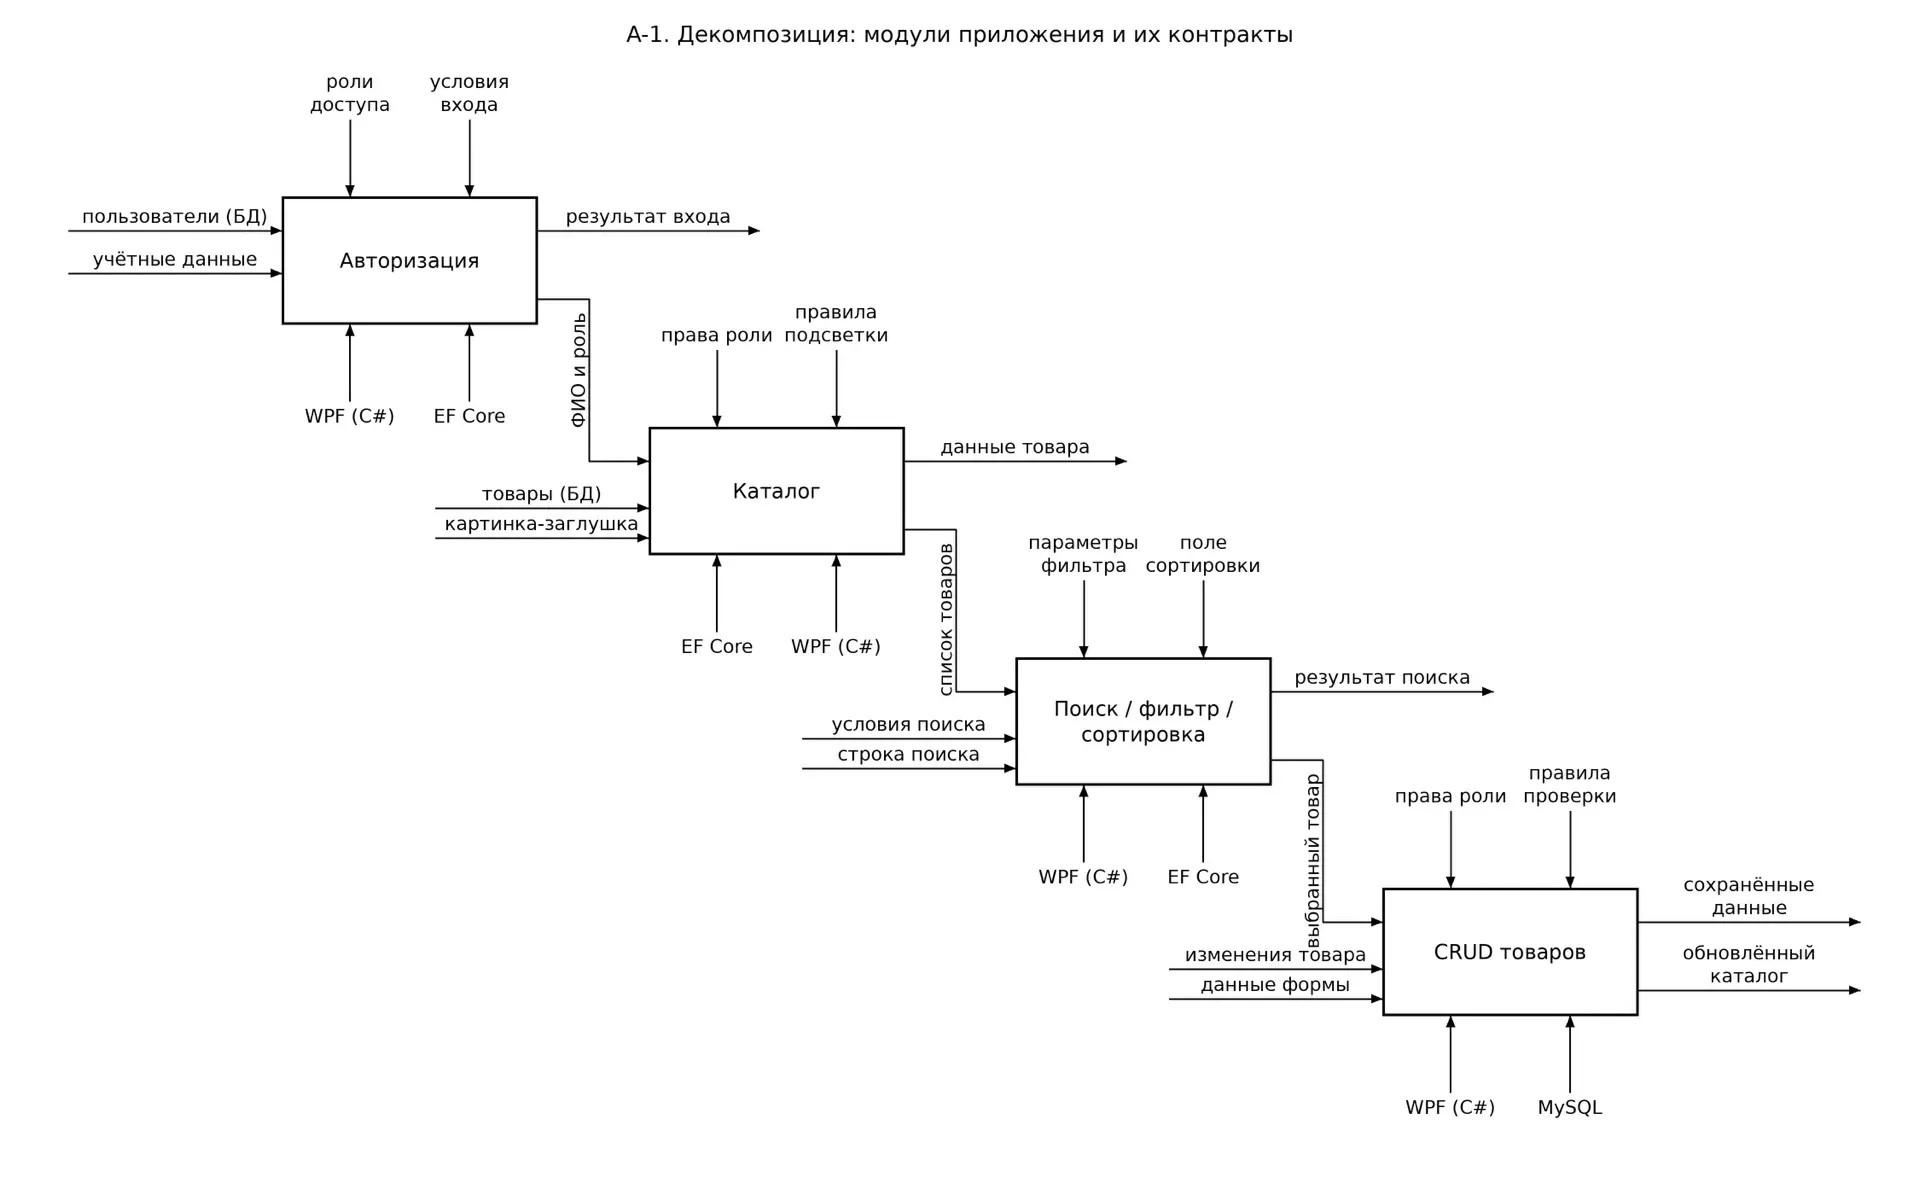 А-1. Декомпозиция: модули приложения и их контракты
роли
доступа
условия
входа
пользователи (БД)
учётные данные
Авторизация
результат входа
WPF (C#)
EF Core
ФИО и роль
права роли
правила
подсветки
товары (БД)
картинка-заглушка
Каталог
данные товара
EF Core
WPF (C#)
список товаров
параметры
фильтра
поле
сортировки
условия поиска
строка поиска
Поиск / фильтр /
сортировка
результат поиска
WPF (C#)
EF Core
выбранный товар
права роли
правила
проверки
изменения товара
данные формы
CRUD товаров
сохранённые
данные
обновлённый
каталог
WPF (C#)
MySQL